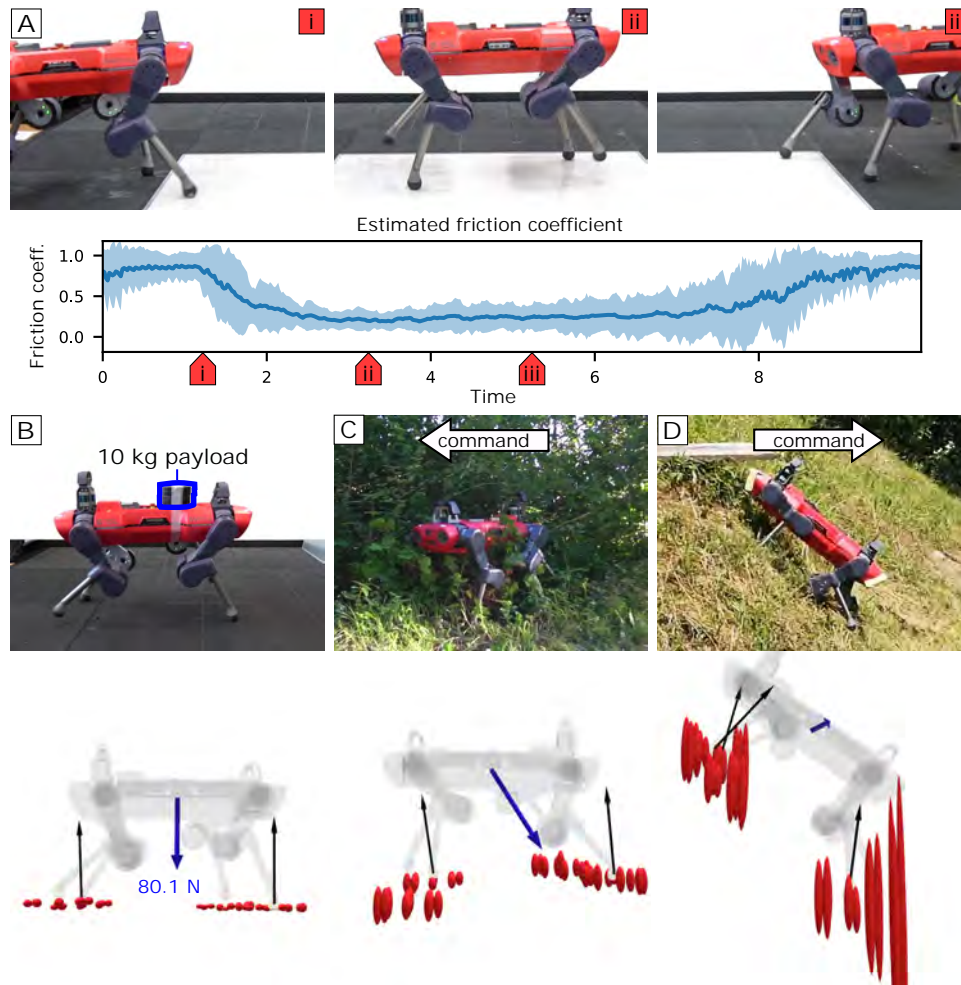 A
i
ii
ii
Estimated friction coefficient
Friction coeff.
1.0
0.5
0.0
0
2
4
6
8
i
ii
iii
Time
B
10 kg payload
C
command
D
command
80.1 N